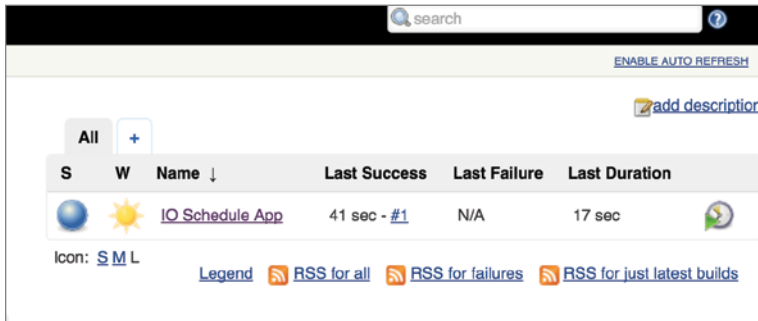 search
ENABLE AUTO REFRESH
add description
All +
S W Name ↓ Last Success Last Failure Last Duration
IO Schedule App 41 sec - #1 N/A 17 sec
Icon: S M L
Legend RSS for all RSS for failures RSS for just latest builds